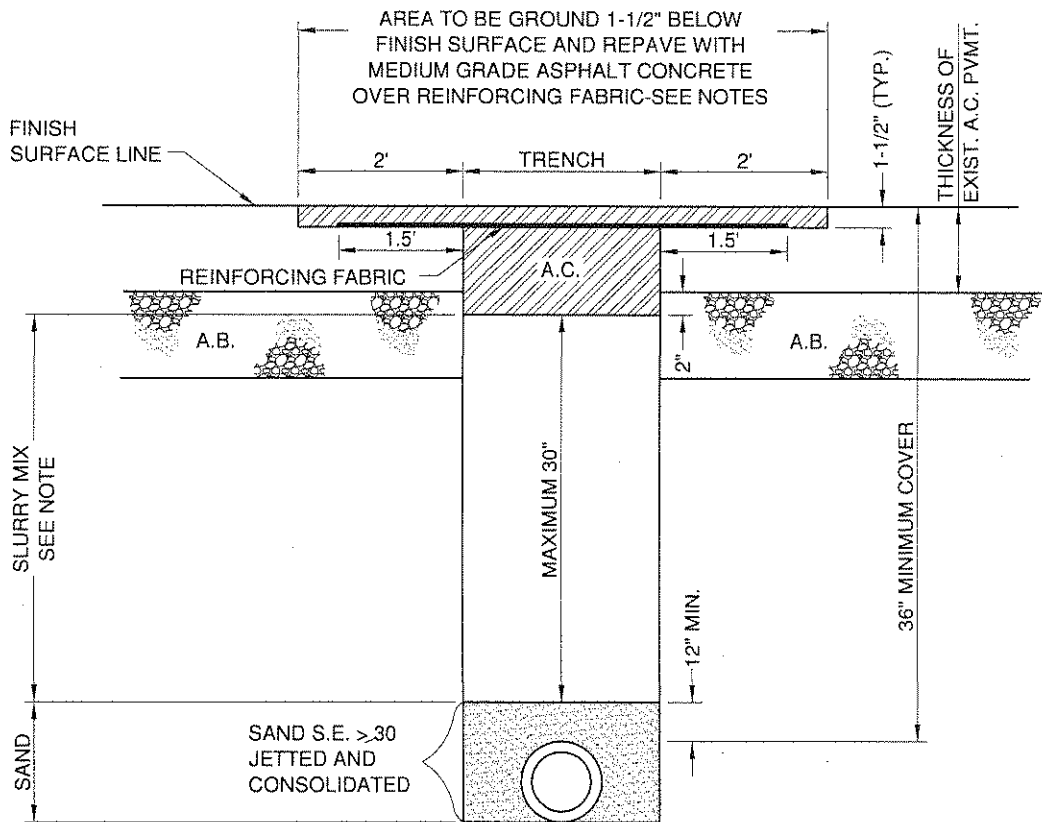 AREA TO BE GROUND 1-1/2" BELOW
FINISH SURFACE AND REPAVE WITH
MEDIUM GRADE ASPHALT CONCRETE
OVER REINFORCING FABRIC-SEE NOTES
FINISH
SURFACE LINE
2'
TRENCH
2'
1-1/2" (TYP.)
THICKNESS OF
EXIST. A.C. PVMT.
1.5'
1.5'
REINFORCING FABRIC
A.C.
A.B.
A.B.
2"
SLURRY MIX
SEE NOTE
MAXIMUM 30"
36" MINIMUM COVER
12" MIN.
SAND
SAND S.E. > 30
JETTED AND
CONSOLIDATED